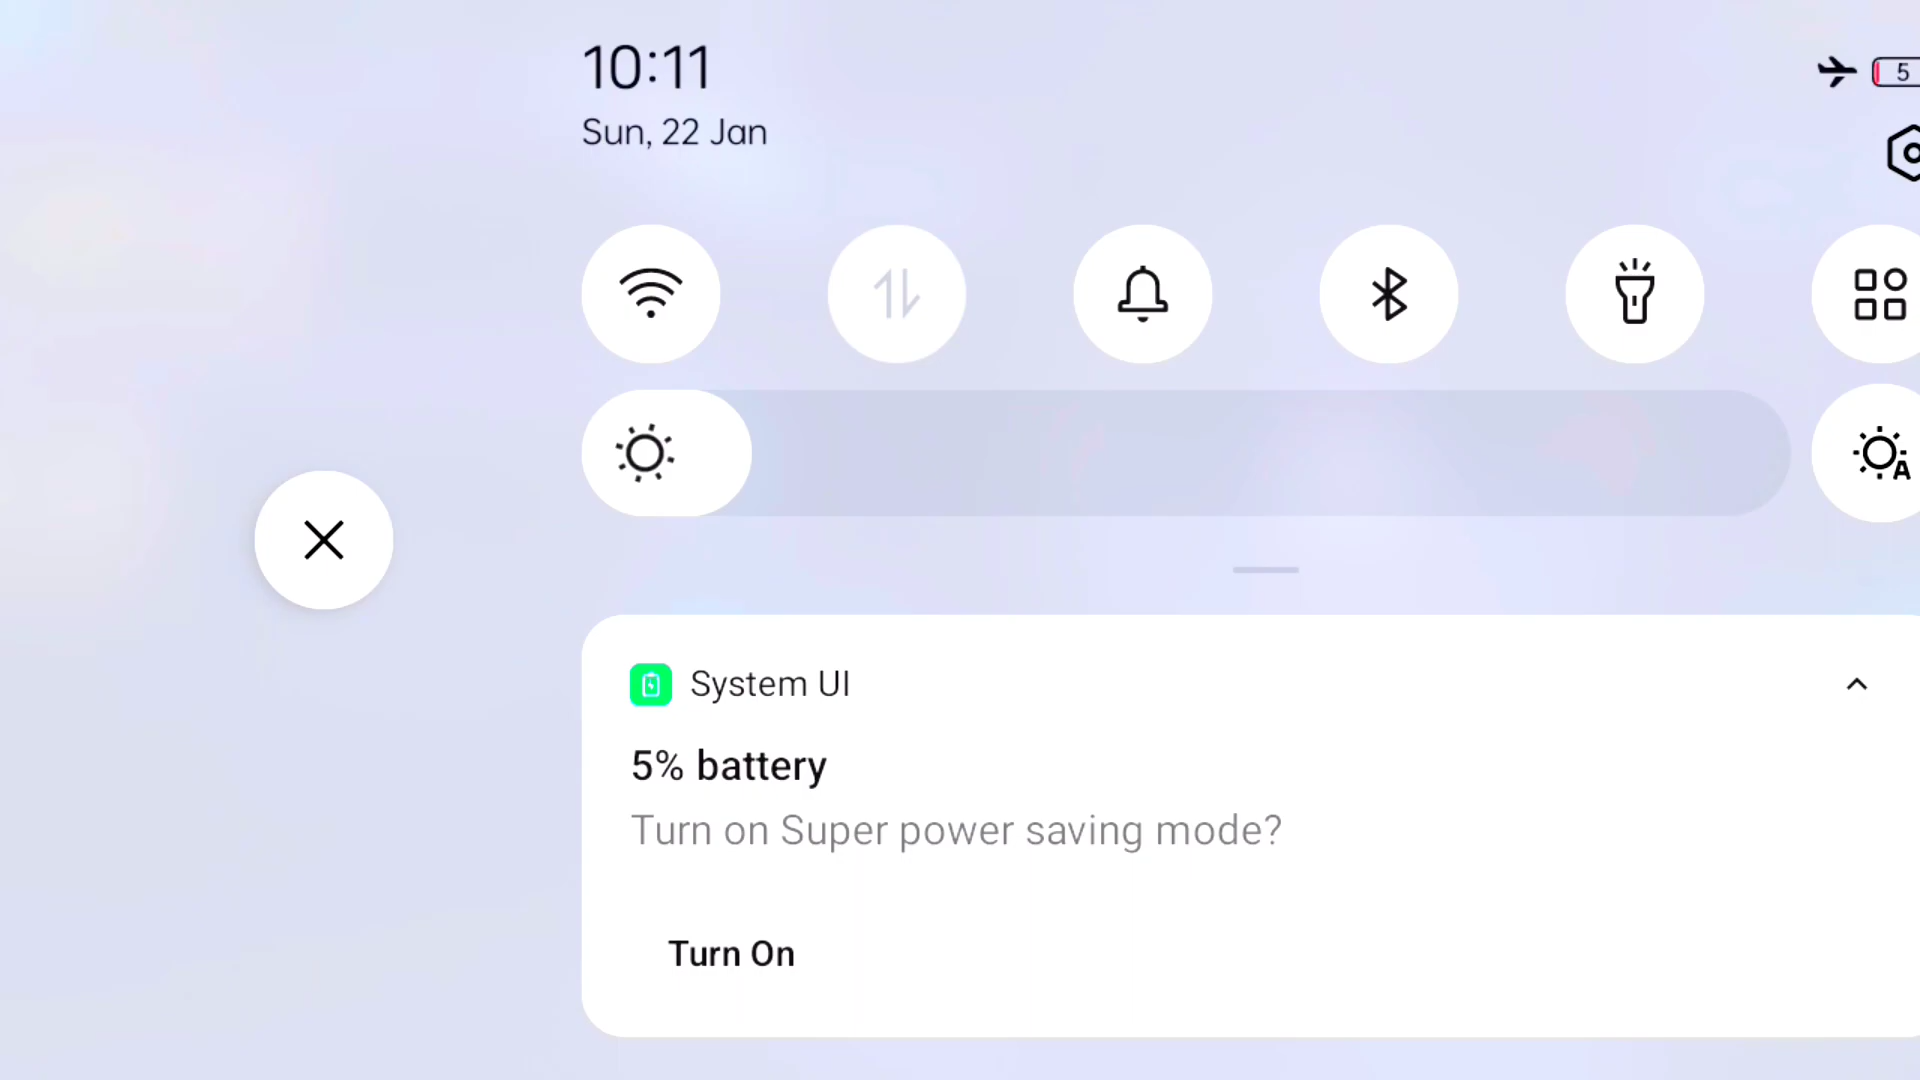 10:11
5
Sun, 22 Jan
A
System UI
5% battery
Turn on Super power saving mode?
Turn On